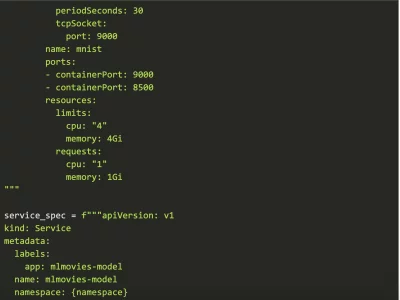 periodSeconds: 30
tcpSocket:
port: 9000
name: mnist
ports:
- containerPort: 9000
- containerPort: 8500
resources:
limits:
cpu: "4"
memory: 4Gi
requests:
cpu: "1"
memory: 1Gi
"""
service_spec = f"""apiVersion: v1
kind: Service
metadata:
labels:
app: mlmovies-model
name: mlmovies-model
namespace: {namespace}